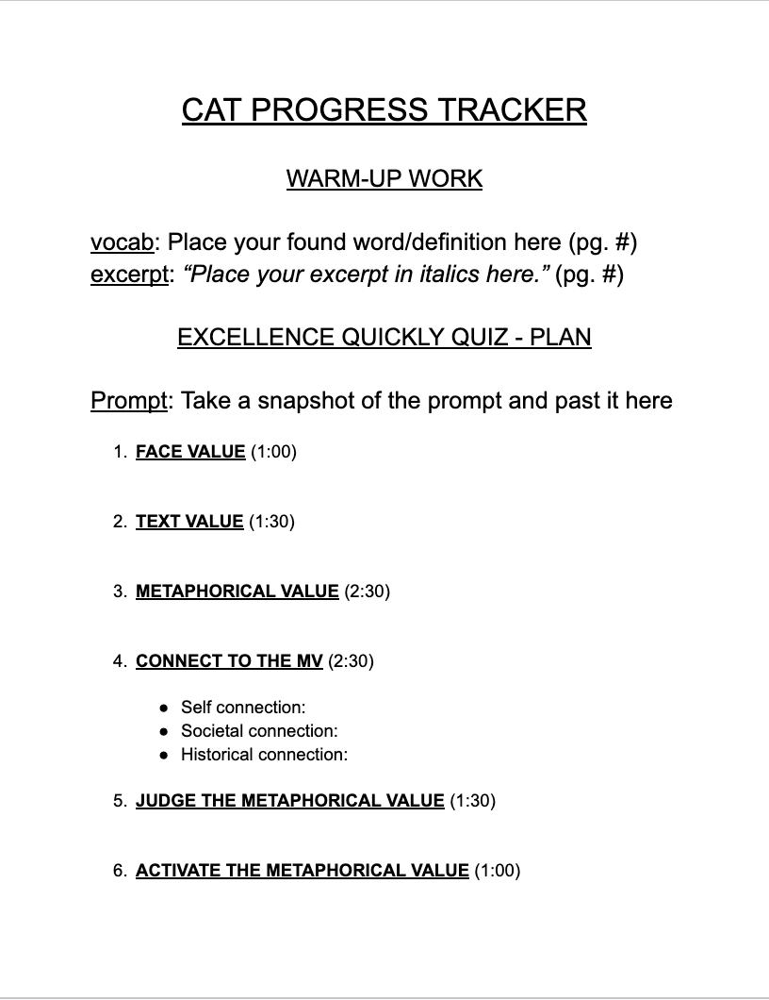 CAT PROGRESS TRACKER
WARM-UP WORK
vocab: Place your found word/definition here (pg. #)
excerpt: “Place your excerpt in italics here.” (pg. #)
EXCELLENCE QUICKLY QUIZ - PLAN
Prompt: Take a snapshot of the prompt and past it here
1. FACE VALUE (1:00)
2. TEXT VALUE (1:30)
3. METAPHORICAL VALUE (2:30)
4. CONNECT TO THE MV (2:30)
● Self connection:
● Societal connection:
● Historical connection:
5. JUDGE THE METAPHORICAL VALUE (1:30)
6. ACTIVATE THE METAPHORICAL VALUE (1:00)